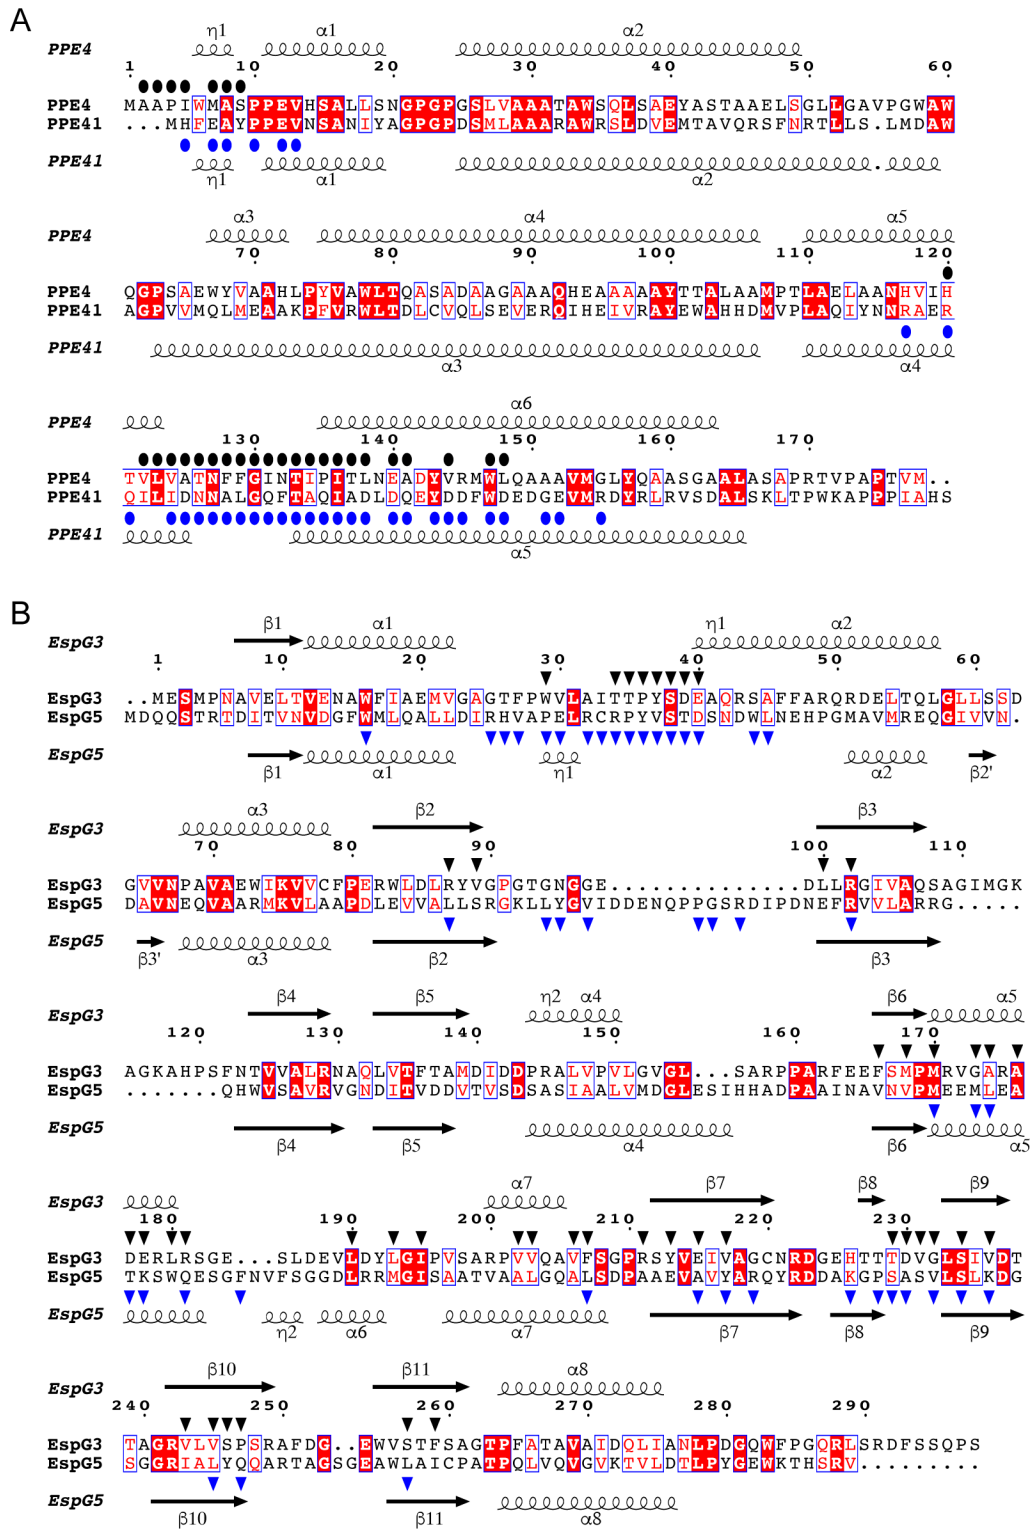 A
η1 α1 α2
PPE4
1 10 20 30 40 50 60
PPE4 MAAPIWMASPPEVHSALLSNGPGPGSLVAAATAWSQLSAEYASTAAELSGLLGAVPGWAW
PPE41 ...MHFEAYPPEVNSANIYAGPGPDSMLAAARAWRSLDVEMTAVQRSFNRTLLS.LMDAW
PPE41
η1 α1 α2
α3 α4 α5
PPE4
70 80 90 100 110 120
PPE4 QGPSAEWYVAAHLPYVAWLTQASADAAGAAAQHEAAAAAYTTALAAMPTLAELAANHVIH
PPE41 AGPVVMQLMEAAKPFVRWLTDLCVQLSEVERQIHEIVRAYEWAHHDMVPLAQIYNNRAER
PPE41
α3 α4
α6
PPE4
130 140 150 160 170
PPE4 TVLVATNFFGINTIPITLNEADYVRMWLQAAAVMGLYQAASGAALASAPRTVPAPTVM..
PPE41 QILIDNNALGQFTAQIADLDQEYDDFWDEDGEVMRDYRLRVSDALSKLTPWKAPPPIAHS
PPE41
α5
B
β1 α1 η1 α2
EspG3
1 10 20 30 40 50 60
EspG3 ..MESMPNAVELTVENAWFIAEMVGAGTFPWVLAITTPYSDEAQRSAFFARQRDELTQLGLLSSD
EspG5 MDQQSTRTDITVNVDGFWMLQALLDIRHVAPELRCRPYVSTDSNDWLNEHPGMAVMREQGIVVN.
EspG5
β1 α1 η1 α2 β2'
α3 β2 β3
EspG3
70 80 90 100 110
EspG3 GVVNPAVAEWIKVVCFPERWLDLRYVGPGTGNGGE..............DLLRGIVAQSAGIMGK
EspG5 DAVNEQVAARMKVLAAPDLEVVALLSRGKLLYGVIDDENQPPGSRDIPDNEFRVVLARRG.....
EspG5
β3' α3 β2 β3
β4 β5 η2 α4 β6 α5
EspG3
120 130 140 150 160 170
EspG3 AGKAHPSFNTVVALRNAQLVTFTAMDIDDPRALVPVLGVGL...SARPPARFEEFSMPMRVGARA
EspG5 .......QHWVSAVRVGNDITVDDVTVSDSASIAALVMDGLESIHHADPAAINAVNVPMEEMLEA
EspG5
β4 β5 α4 β6 α5
α7 β7 β8 β9
EspG3
180 190 200 210 220 230
EspG3 DERLRSGE...SLDEVLDYLGIPVSARPVVQAVFSGPRSYVEIVAGCNRDGEHTTTDVGLSIVDT
EspG5 TKSWQESGFNVFSGGDLRRMGISAATVAALGQALSDPAAEVAVYARQYRDDAKGPSASVLSLKDG
EspG5
η2 α6 α7 β7 β8 β9
β10 β11 α8
EspG3
240 250 260 270 280 290
EspG3 TAGRVLVSPSRAFDG..EWVSTFSAGTPFATAVAIDQLIANLPDGQWFPGQRLSRDFSSQPS
EspG5 SGGRIALYQQARTAGSGEAWLAICPATPQLVQVGVKTVLDTLPYGEWKTHSRV.........
EspG5
β10 β11 α8